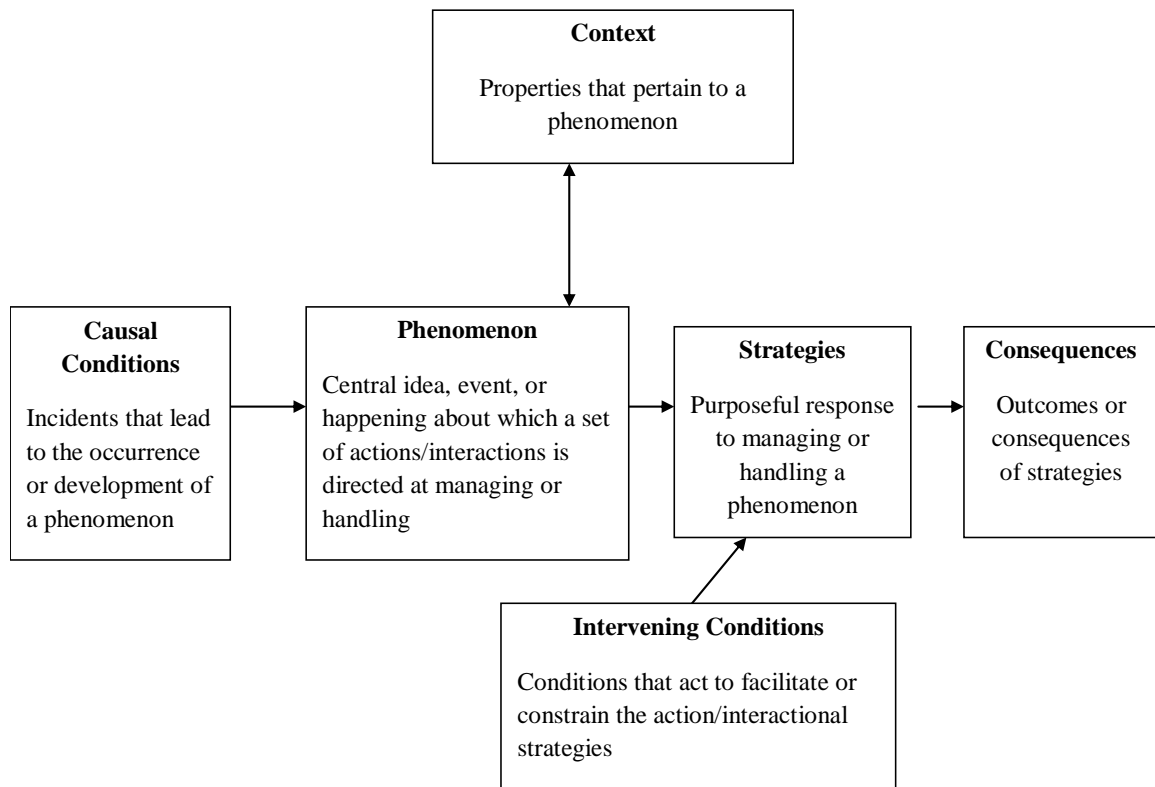 Context
Properties that pertain to a
phenomenon
Causal
Conditions
Incidents that lead
to the occurrence
or development of
a phenomenon
Phenomenon
Central idea, event, or
happening about which a set
of actions/interactions is
directed at managing or
handling
Strategies
Purposeful response
to managing or
handling a
phenomenon
Consequences
Outcomes or
consequences
of strategies
Intervening Conditions
Conditions that act to facilitate or
constrain the action/interactional
strategies